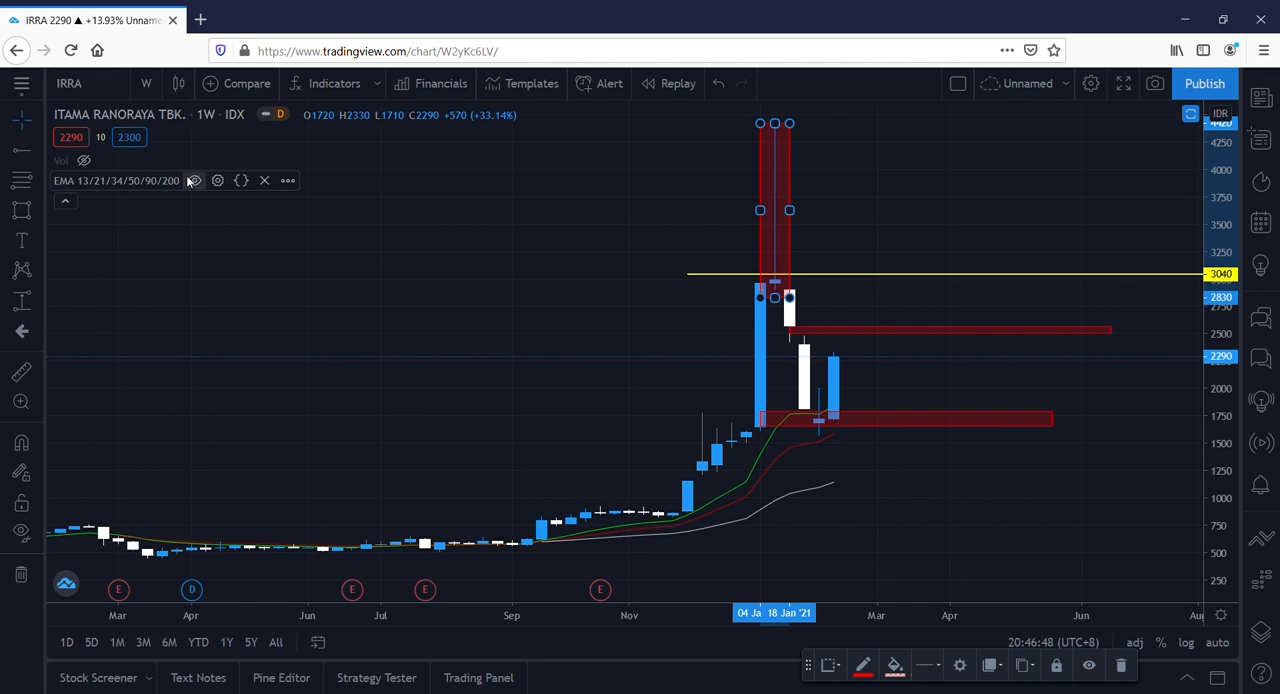 IRRA 2290 ▲ +13.93% Unname
https://www.tradingview.com/chart/W2yKc6LV/
IRRA W Compare Indicators Financials Templates Alert Replay Unnamed Publish
ITAMA RANORAYA TBK. · 1W · IDX D O1720 H2330 L1710 C2290 +570 (+33.14%)
IDR
2290 10 2300
Vol
EMA 13/21/34/50/90/200
4420
4250
4000
3750
3500
3250
3040
2830
2750
2500
2290
2000
1750
1500
1250
1000
750
500
250
E D E E E
Mar Apr Jun Jul Sep Nov 04 Ja 18 Jan '21 Mar Apr Jun Au
1D 5D 1M 3M 6M YTD 1Y 5Y All 20:46:48 (UTC+8) adj % log auto
Stock Screener Text Notes Pine Editor Strategy Tester Trading Panel